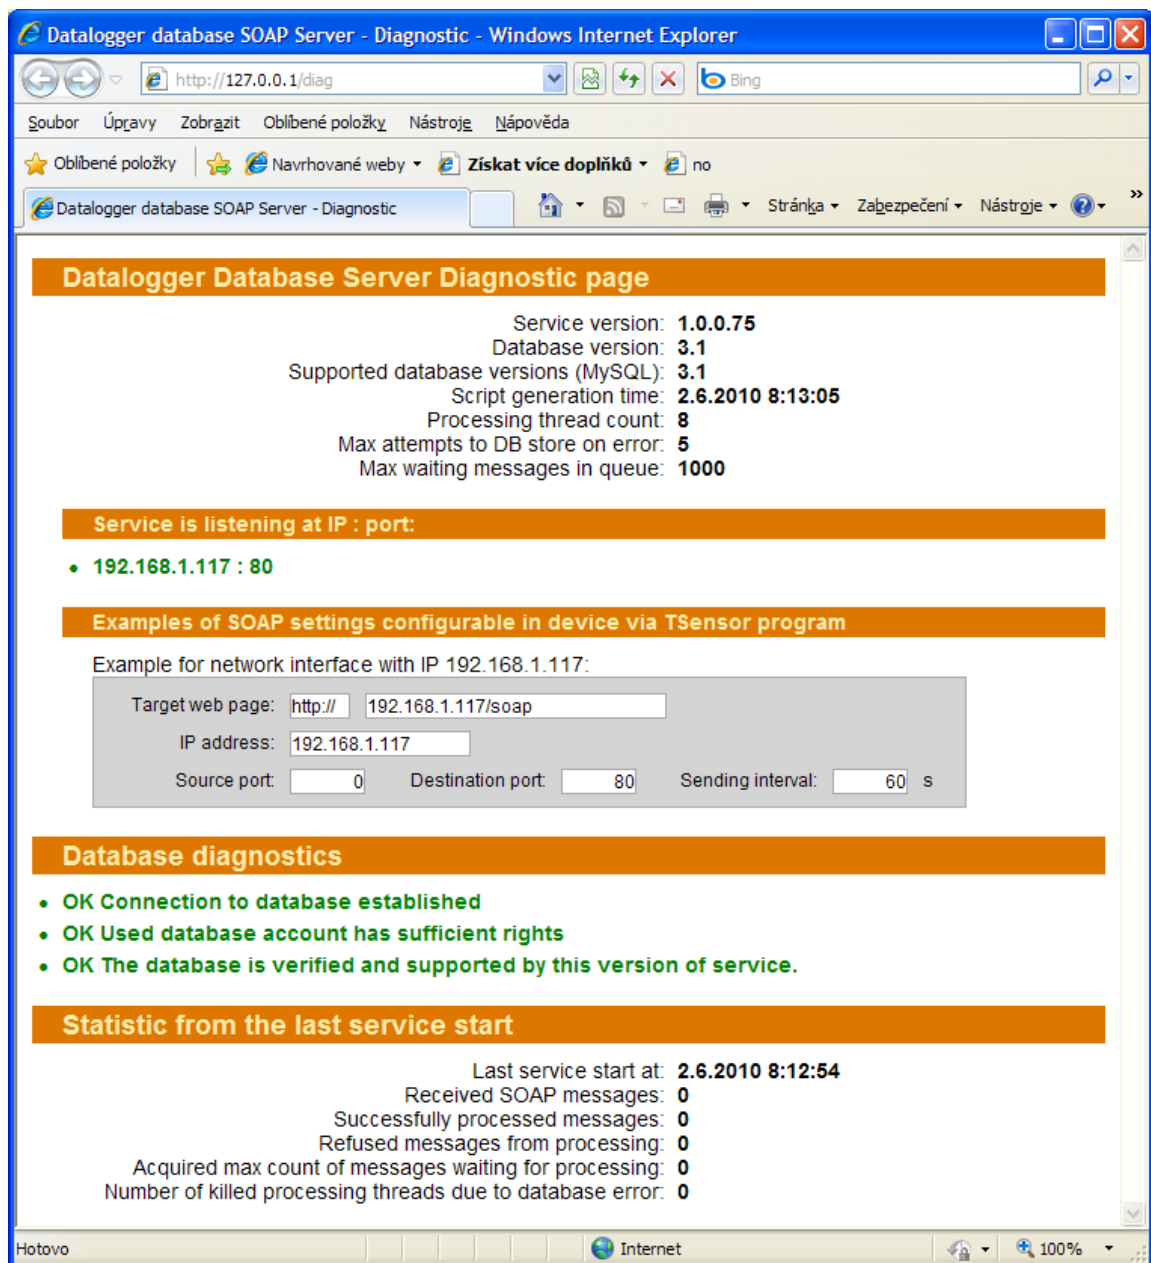 Datalogger database SOAP Server - Diagnostic - Windows Internet Explorer
http://127.0.0.1/diag
Bing
Soubor Úpravy Zobrazit Oblíbené položky Nástroje Nápověda
Oblíbené položky Navrhované weby Získat více doplňků no
Datalogger database SOAP Server - Diagnostic Stránka Zabezpečení Nástroje »
Datalogger Database Server Diagnostic page
Service version: 1.0.0.75
Database version: 3.1
Supported database versions (MySQL): 3.1
Script generation time: 2.6.2010 8:13:05
Processing thread count: 8
Max attempts to DB store on error: 5
Max waiting messages in queue: 1000
Service is listening at IP : port:
• 192.168.1.117 : 80
Examples of SOAP settings configurable in device via TSensor program
Example for network interface with IP 192.168.1.117:
Target web page: http:// 192.168.1.117/soap
IP address: 192.168.1.117
Source port: 0 Destination port: 80 Sending interval: 60 s
Database diagnostics
• OK Connection to database established
• OK Used database account has sufficient rights
• OK The database is verified and supported by this version of service.
Statistic from the last service start
Last service start at: 2.6.2010 8:12:54
Received SOAP messages: 0
Successfully processed messages: 0
Refused messages from processing: 0
Acquired max count of messages waiting for processing: 0
Number of killed processing threads due to database error: 0
Hotovo Internet 100%